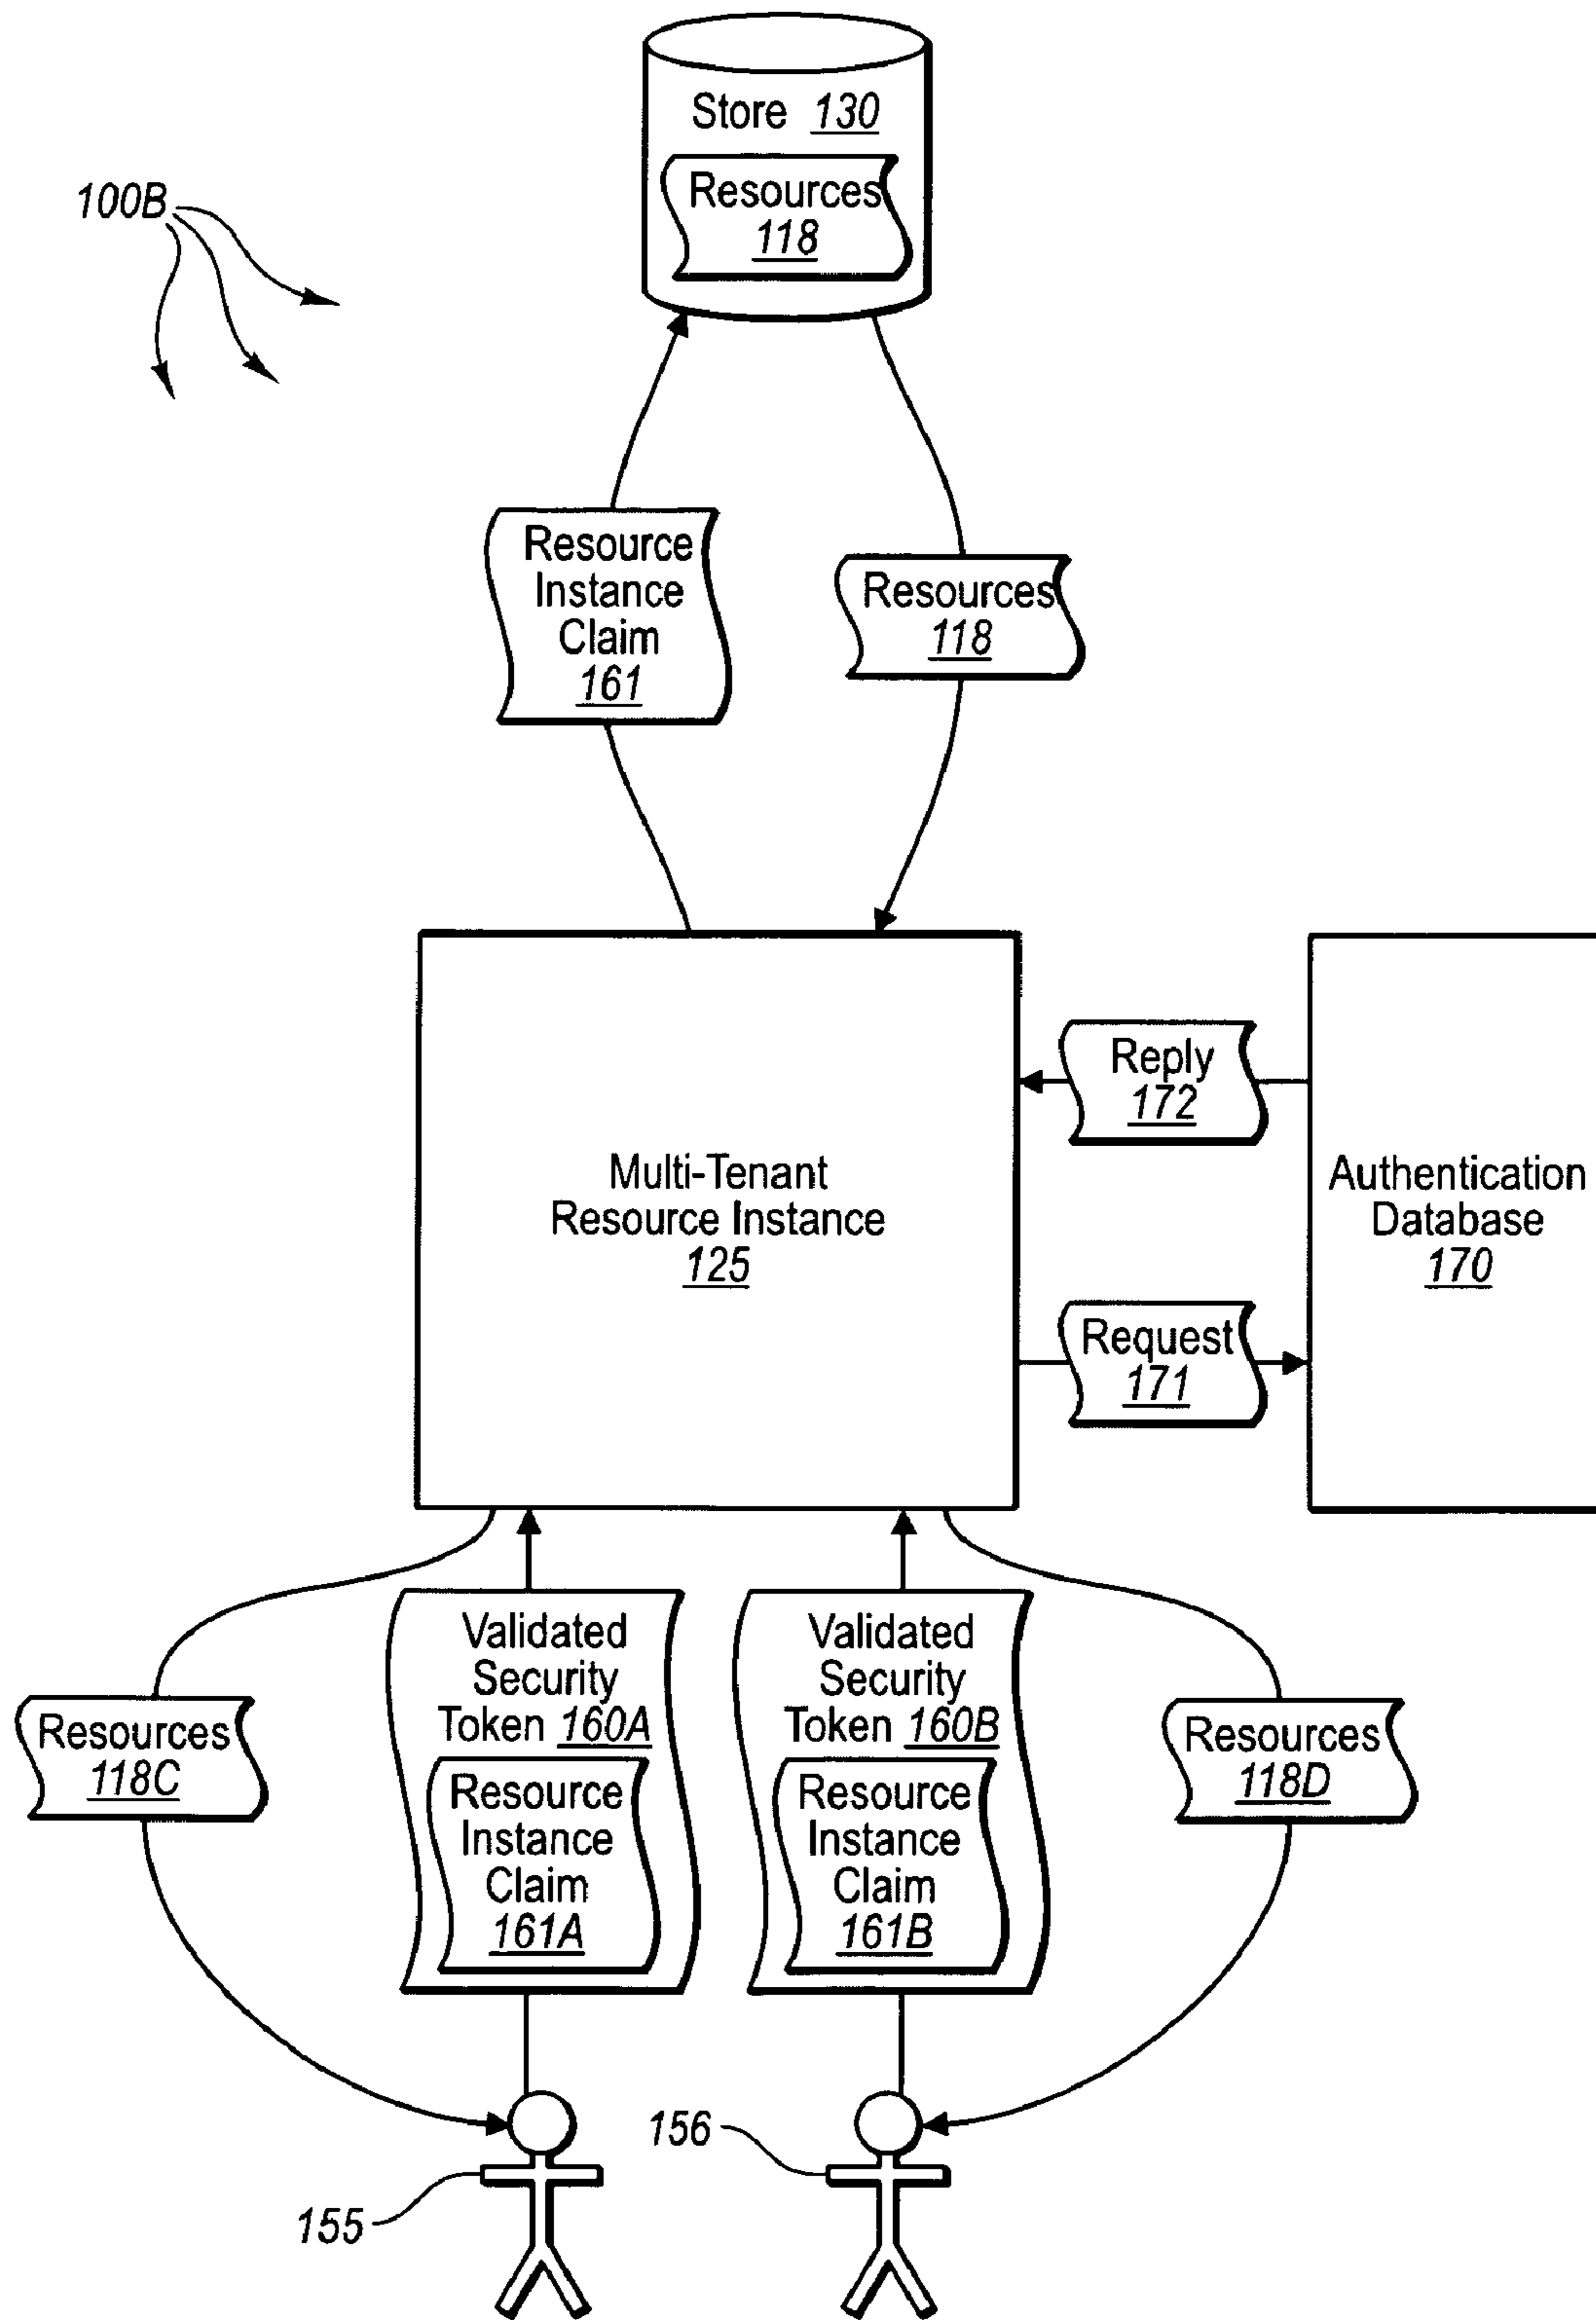 100B
Store 130
Resources
118
Resource
Instance
Claim
161
Resources
118
Multi-Tenant
Resource Instance
125
Reply
172
Request
171
Authentication
Database
170
Resources
118C
Validated
Security
Token 160A
Resource
Instance
Claim
161A
Validated
Security
Token 160B
Resource
Instance
Claim
161B
Resources
118D
155
156